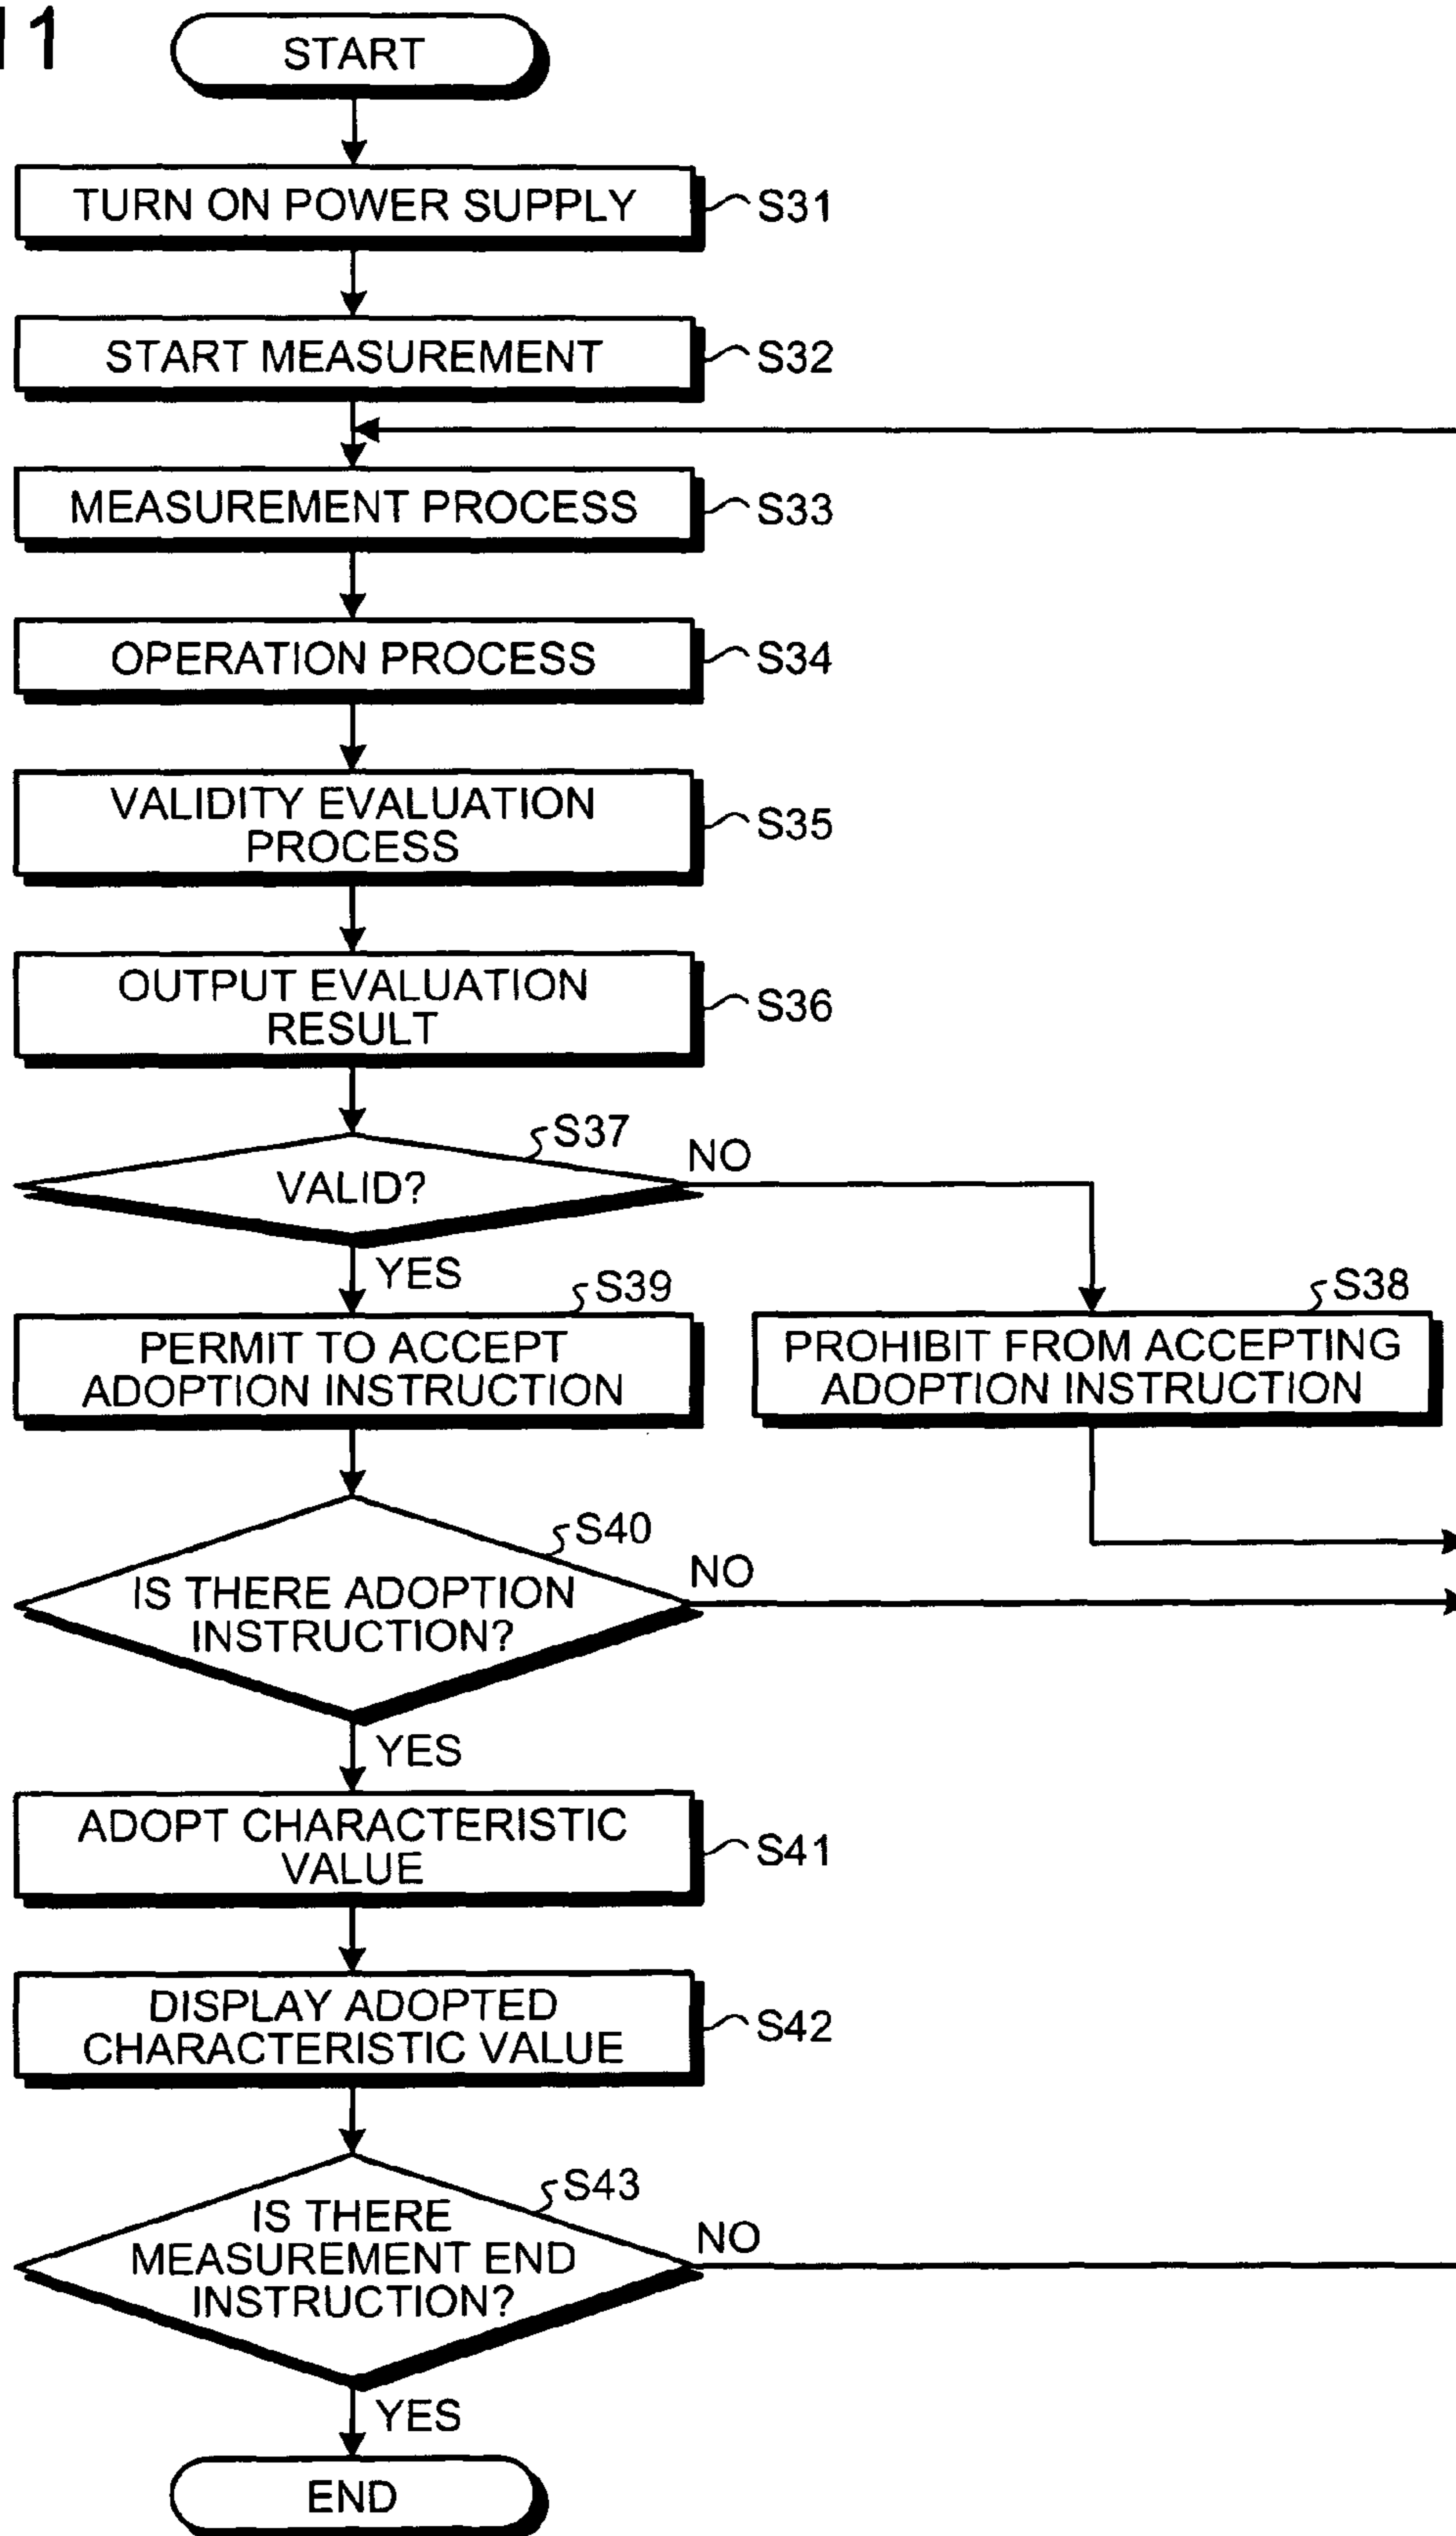 11
START
TURN ON POWER SUPPLY
S31
START MEASUREMENT
S32
MEASUREMENT PROCESS
S33
OPERATION PROCESS
S34
VALIDITY EVALUATION
PROCESS
S35
OUTPUT EVALUATION
RESULT
S36
S37
VALID?
NO
YES
S39
PERMIT TO ACCEPT
ADOPTION INSTRUCTION
S38
PROHIBIT FROM ACCEPTING
ADOPTION INSTRUCTION
S40
IS THERE ADOPTION
INSTRUCTION?
NO
YES
ADOPT CHARACTERISTIC
VALUE
S41
DISPLAY ADOPTED
CHARACTERISTIC VALUE
S42
S43
IS THERE
MEASUREMENT END
INSTRUCTION?
NO
YES
END